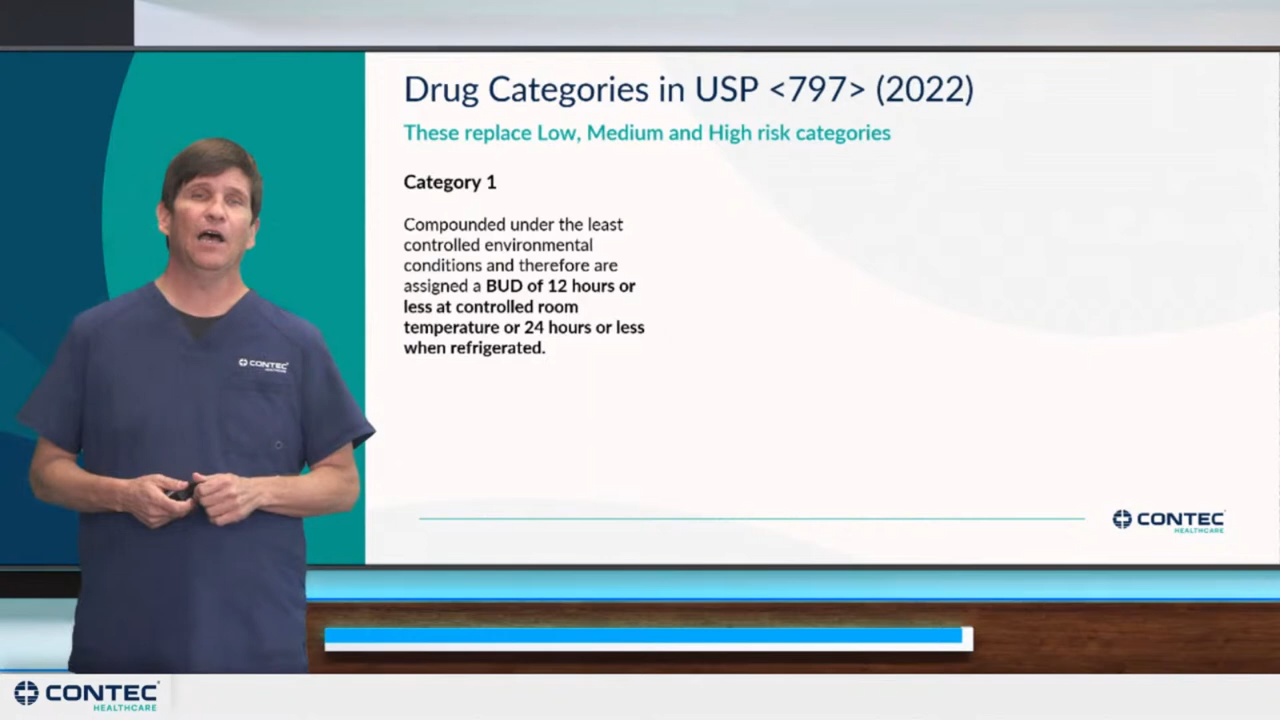 Drug Categories in USP <797> (2022)
These replace Low, Medium and High risk categories
Category 1
Compounded under the least
controlled environmental
conditions and therefore are
assigned a BUD of 12 hours or
less at controlled room
temperature or 24 hours or less
when refrigerated.
CONTEC
HEALTHCARE
CONTEC
HEALTHCARE
CONTEC
HEALTHCARE